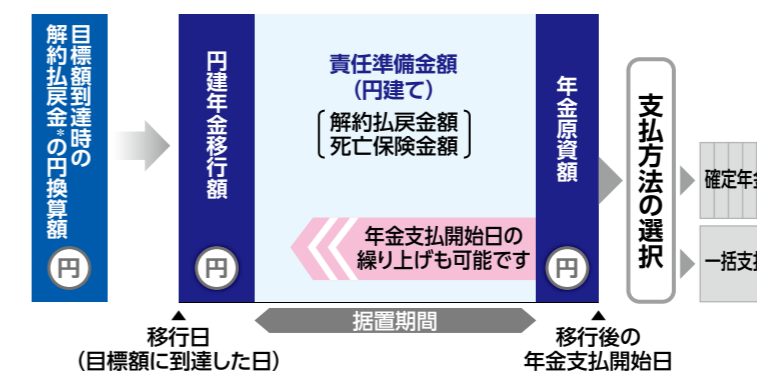 目標額到達時の
解約払戻金*の円換算額
円
円建年金移行額
円
責任準備金額
（円建て）
解約払戻金額
死亡保険金額
年金支払開始日の
繰り上げも可能です
年金原資額
円
支払方法の選択
確定年金
一括支払
据置期間
▲
移行日
（目標額に到達した日）
▲
移行後の
年金支払開始日